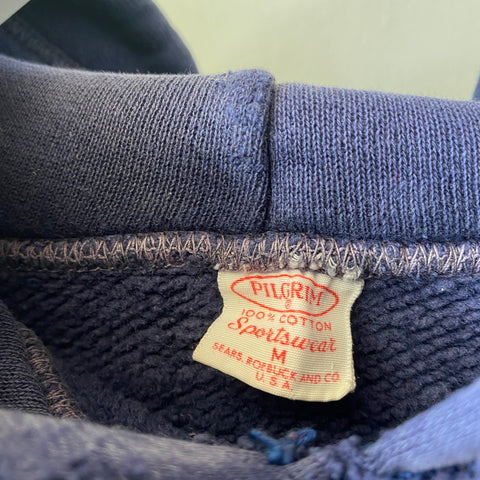 PILGRIM
®
100% COTTON
Sportswear
M
SEARS, ROEBUCK AND CO.
U.S.A.